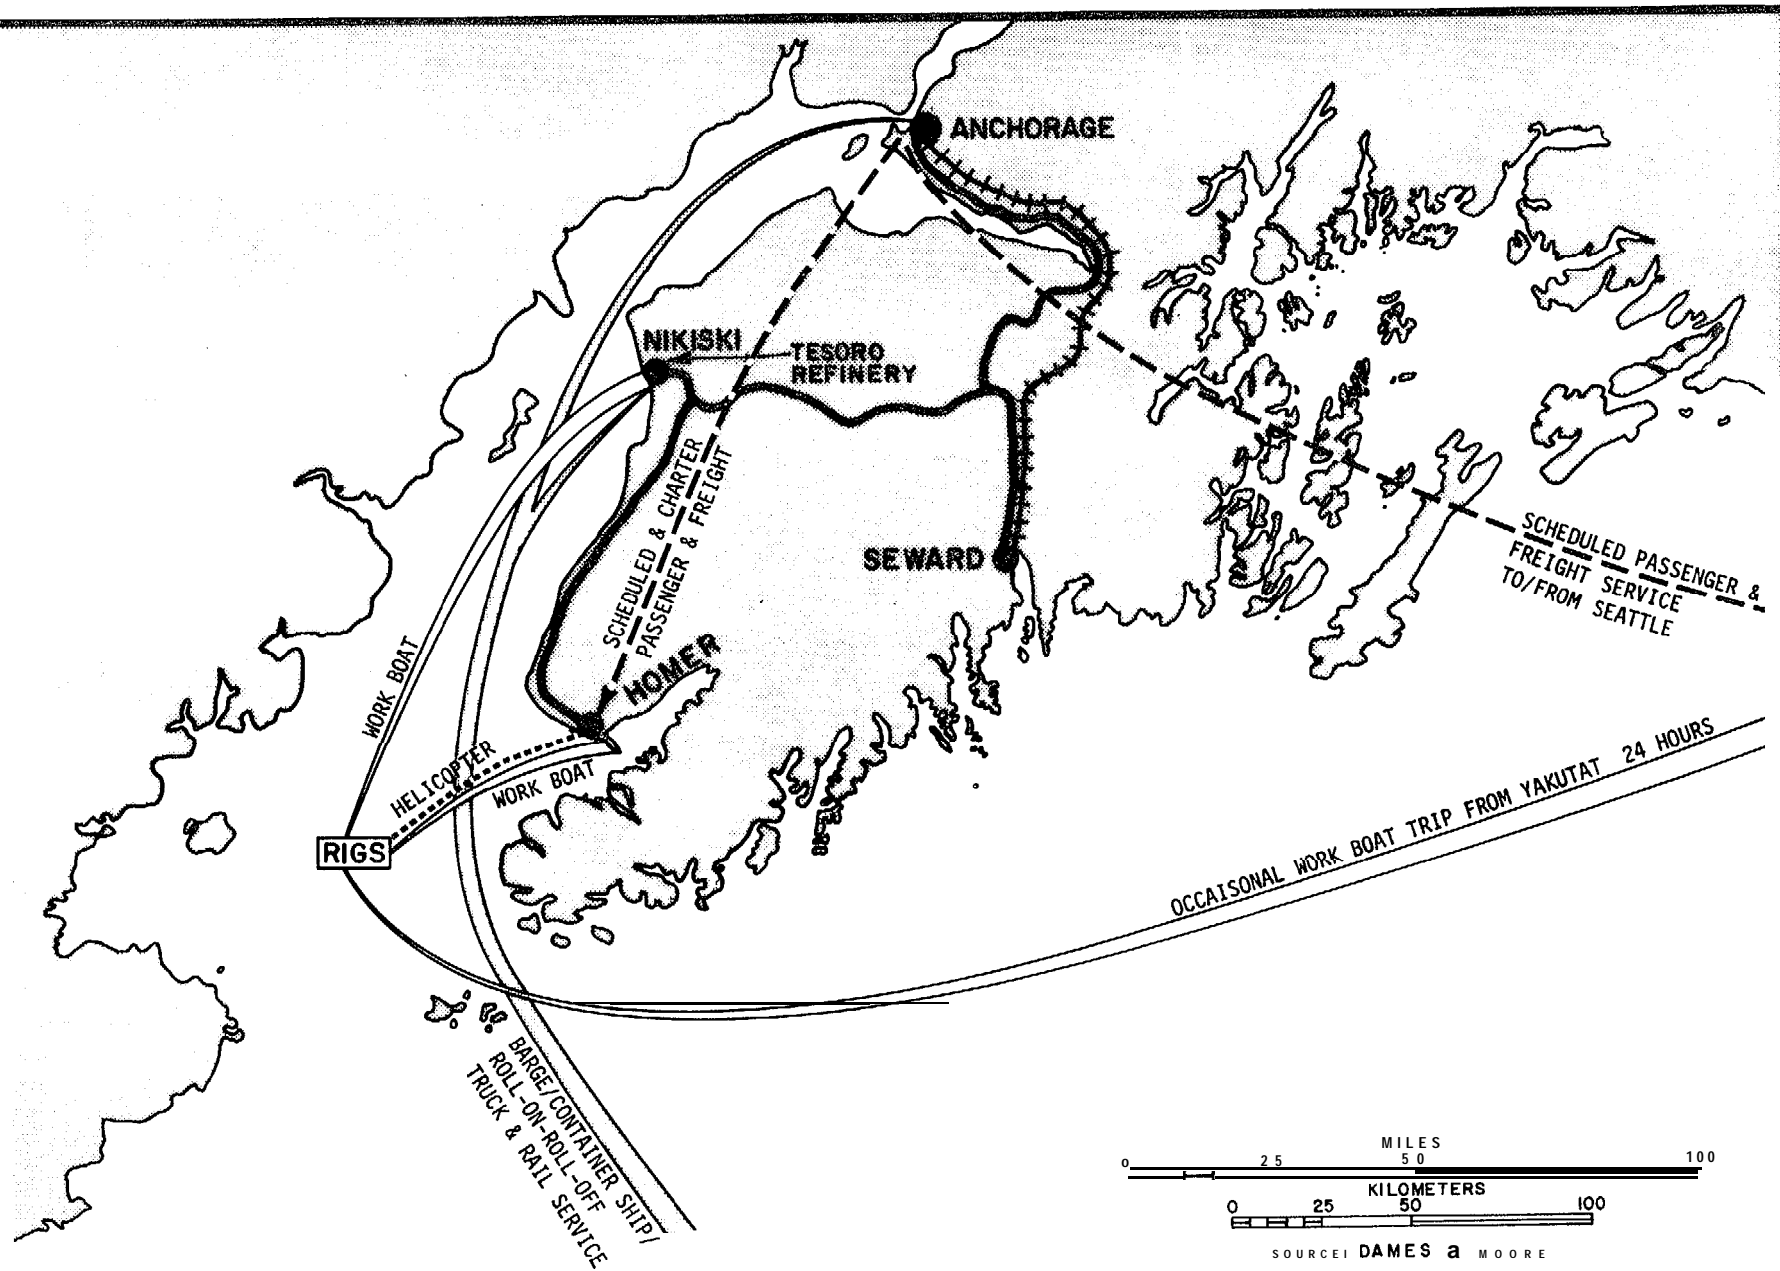 ANCHORAGE
NIKISKI
TESORO
REFINERY
SCHEDULED & CHARTER
PASSENGER & FREIGHT
SEWARD
SCHEDULED PASSENGER &
FREIGHT SERVICE
TO/FROM SEATTLE
HOMER
WORK BOAT
HELICOPTER
WORK BOAT
RIGS
OCCAISONAL WORK BOAT TRIP FROM YAKUTAT 24 HOURS
BARGE/CONTAINER SHIP/
ROLL-ON-ROLL-OFF
TRUCK & RAIL SERVICE
MILES
0 25 50 100
KILOMETERS
0 25 50 100
SOURCEI DAMES a MOORE